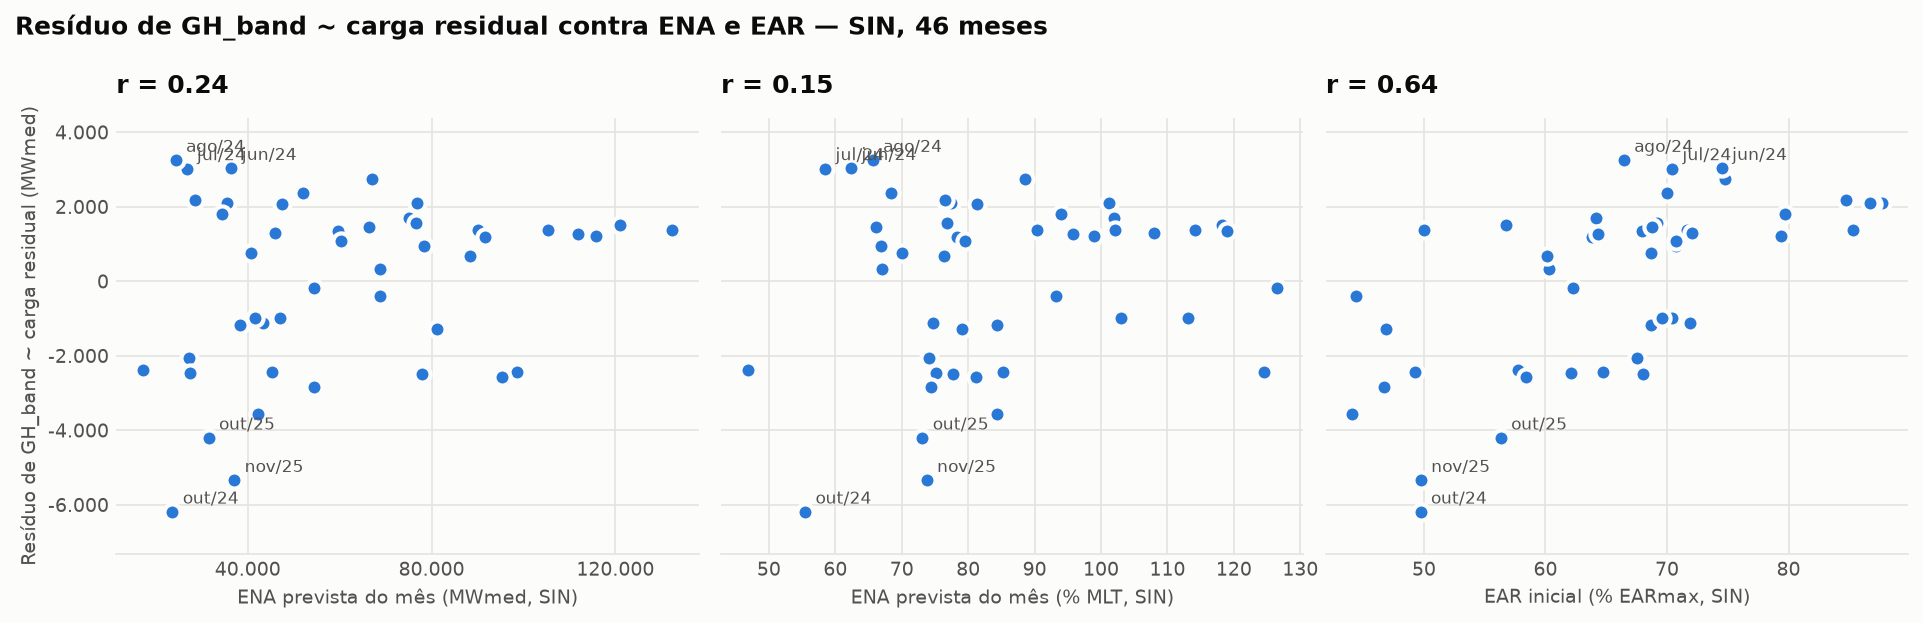 Resíduo de GH_band ~ carga residual contra ENA e EAR — SIN, 46 meses
r = 0.24
r = 0.15
r = 0.64
Resíduo de GH_band ~ carga residual (MWmed)
4.000
2.000
0
-2.000
-4.000
-6.000
ago/24
jul/24
jun/24
out/25
nov/25
out/24
40.000
80.000
120.000
ENA prevista do mês (MWmed, SIN)
ago/24
jul/24
jun/24
out/25
nov/25
out/24
50
60
70
80
90
100
110
120
130
ENA prevista do mês (% MLT, SIN)
ago/24
jul/24
jun/24
out/25
nov/25
out/24
50
60
70
80
EAR inicial (% EARmax, SIN)